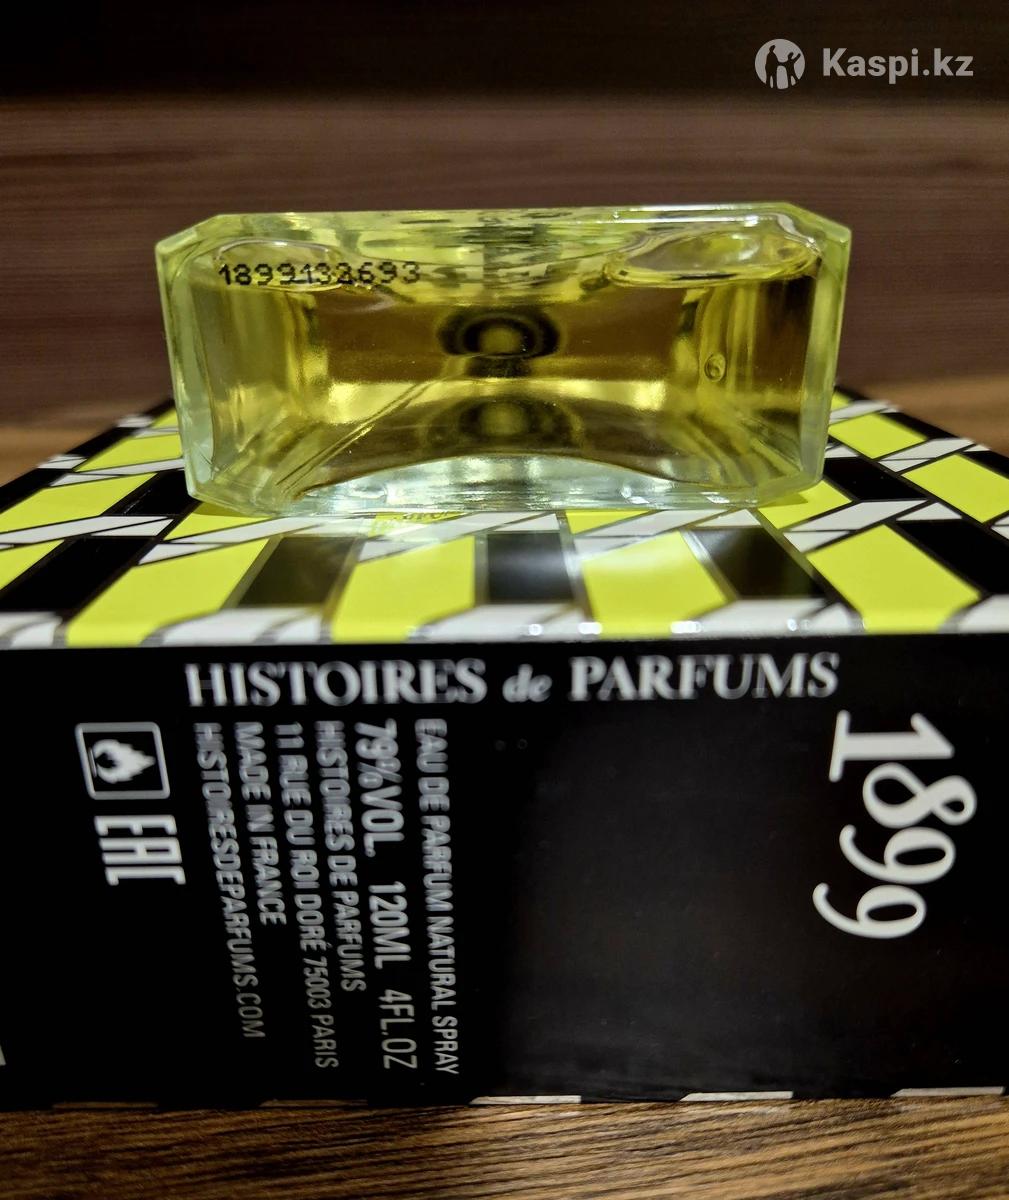 Kaspi.kz
1899132693
HISTOIRES de PARFUMS
1899
EAU DE PARFUM NATURAL SPRAY
79%VOL. 120ML 4FL.OZ
HISTOIRES DE PARFUMS
11 RUE DU ROI DORÉ 75003 PARIS
MADE IN FRANCE
HISTOIRESDEPARFUMS.COM
EAC